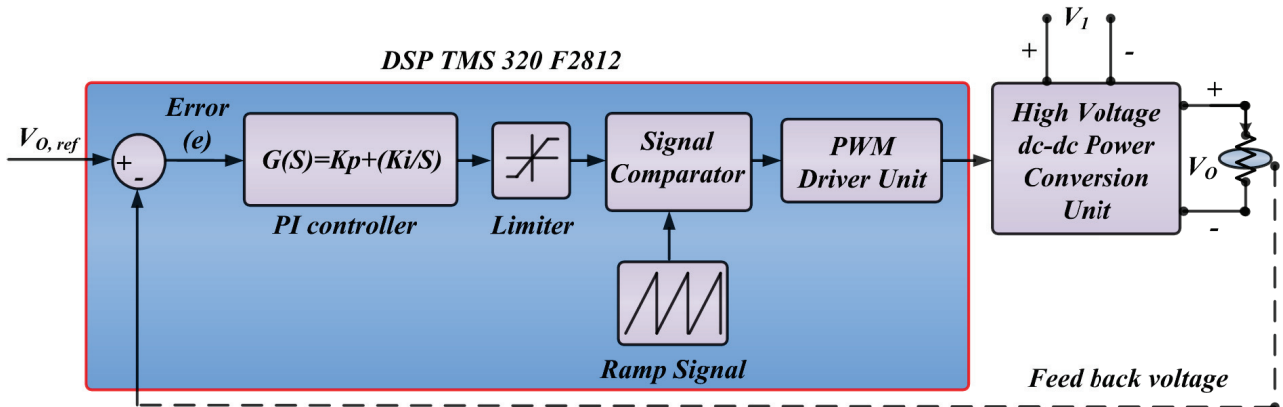 V1
+ -
DSP TMS 320 F2812
Error
(e)
VO, ref
+
-
G(S)=Kp+(Ki/S)
PI controller
Limiter
Signal
Comparator
PWM
Driver Unit
Ramp Signal
High Voltage
dc-dc Power
Conversion
Unit
+
VO
-
Feed back voltage